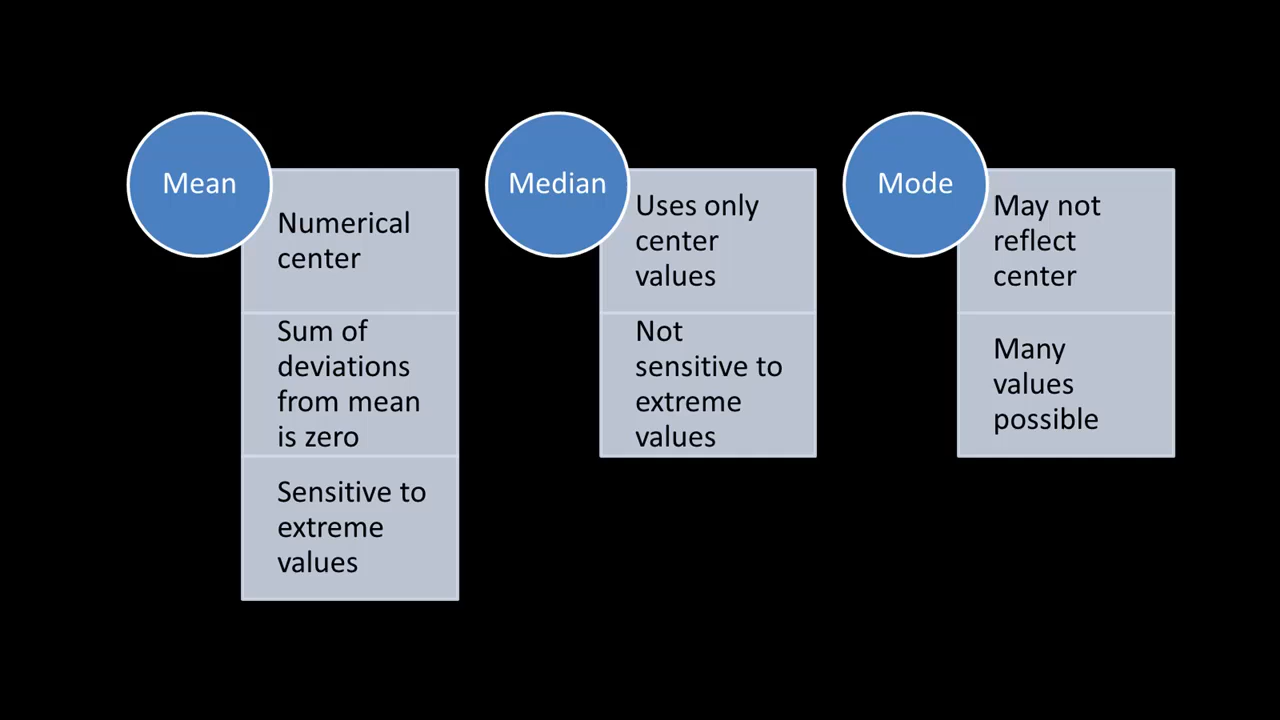 Mean
Numerical
center
Sum of
deviations
from mean
is zero
Sensitive to
extreme
values
Median
Uses only
center
values
Not
sensitive to
extreme
values
Mode
May not
reflect
center
Many
values
possible